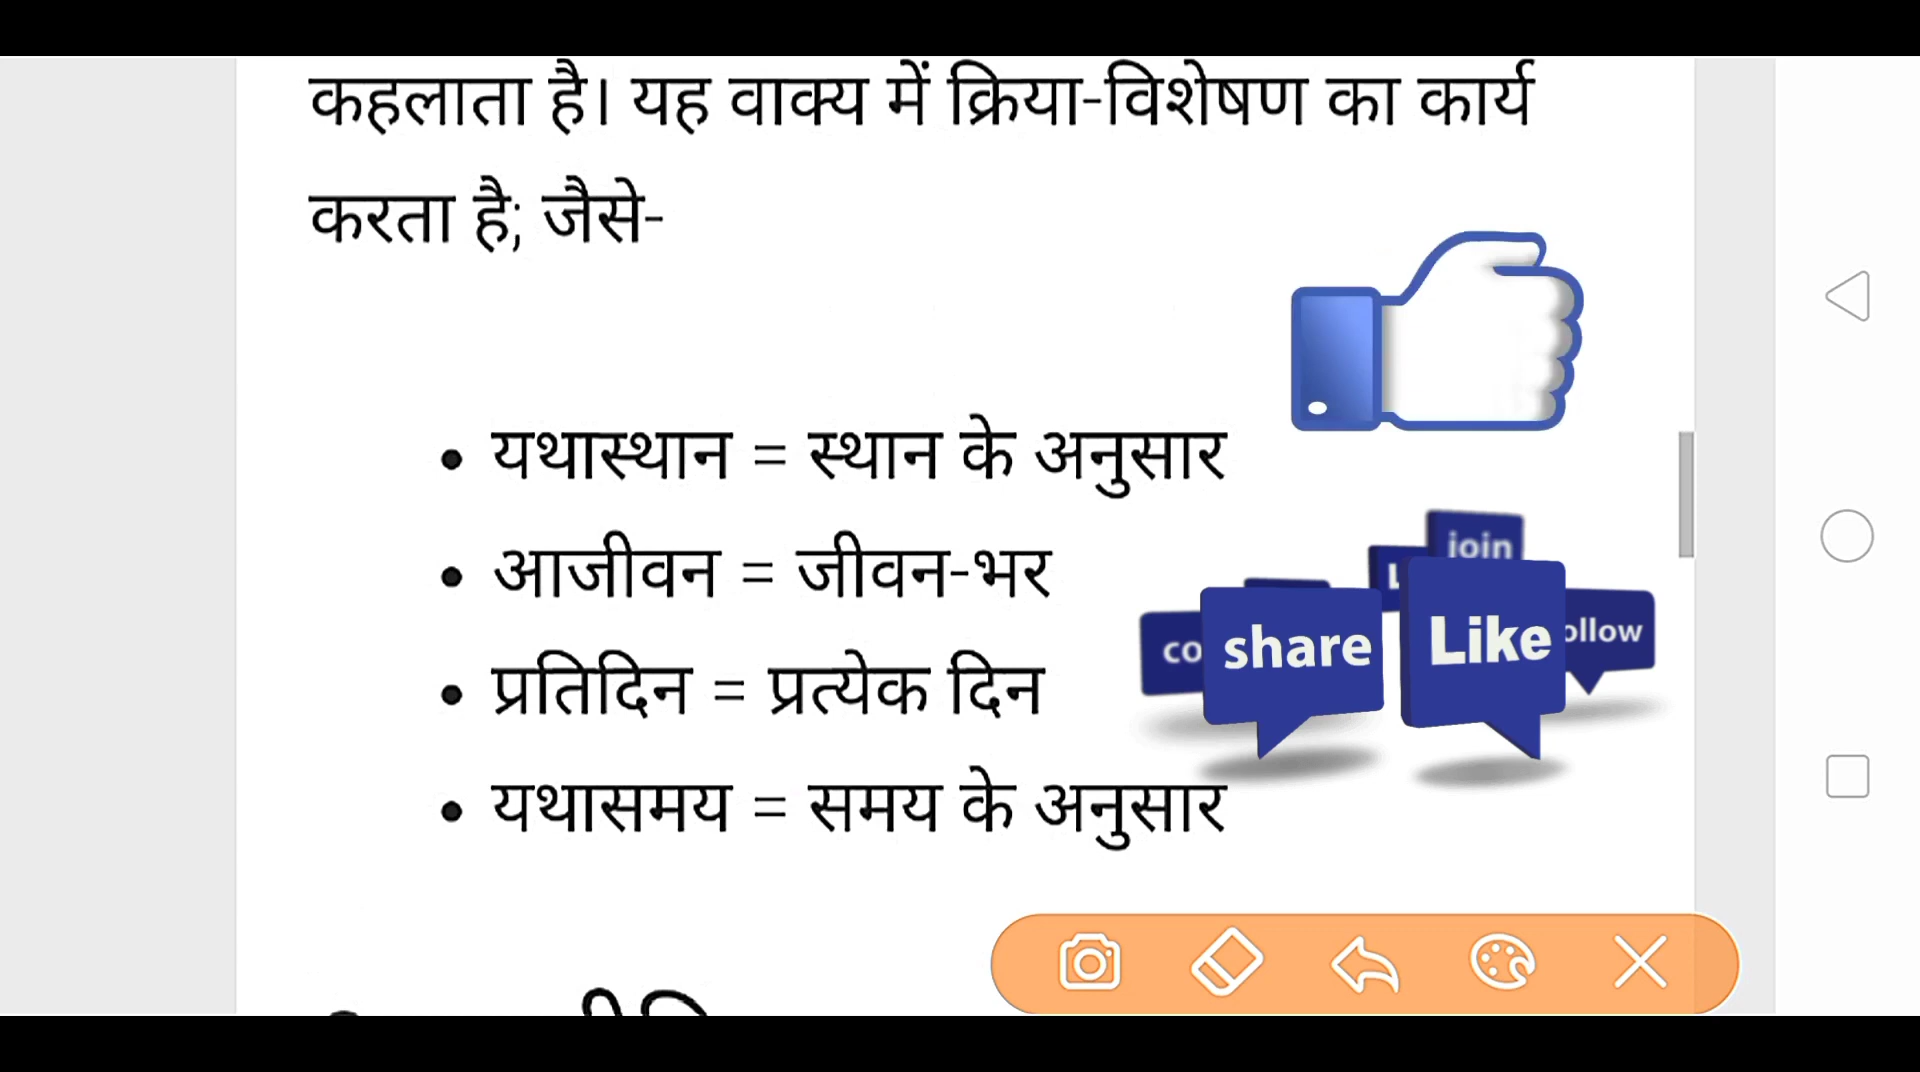 कहलाता है। यह वाक्य में क्रिया-विशेषण का कार्य
करता है; जैसे-
• यथास्थान = स्थान के अनुसार
• आजीवन = जीवन-भर
• प्रतिदिन = प्रत्येक दिन
• यथासमय = समय के अनुसार
join
share
Like